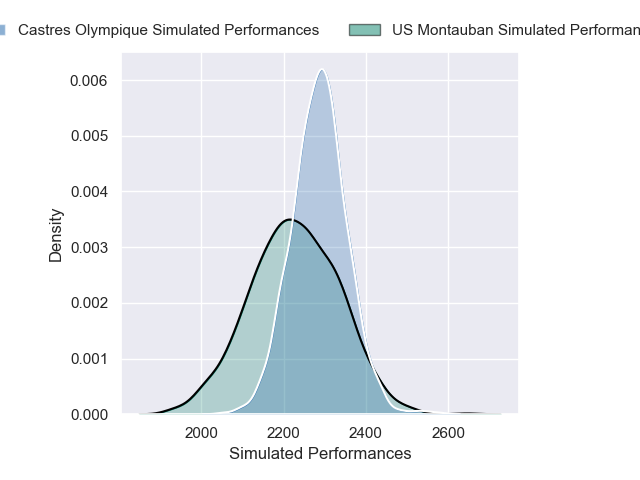 Castres Olympique Simulated Performances
US Montauban Simulated Performan
0.006
0.005
0.004
0.003
0.002
0.001
0.000
Density
2000
2200
2400
2600
Simulated Performances